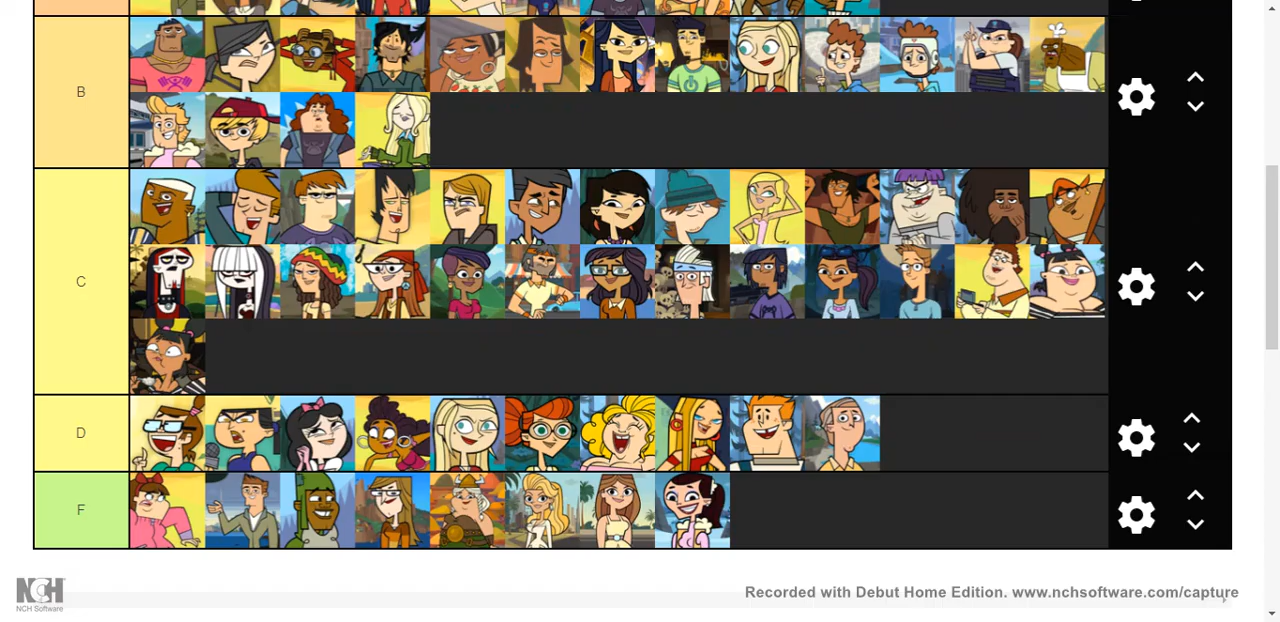 B
C
D
F
NCH
NCH Software
Recorded with Debut Home Edition. www.nchsoftware.com/capture